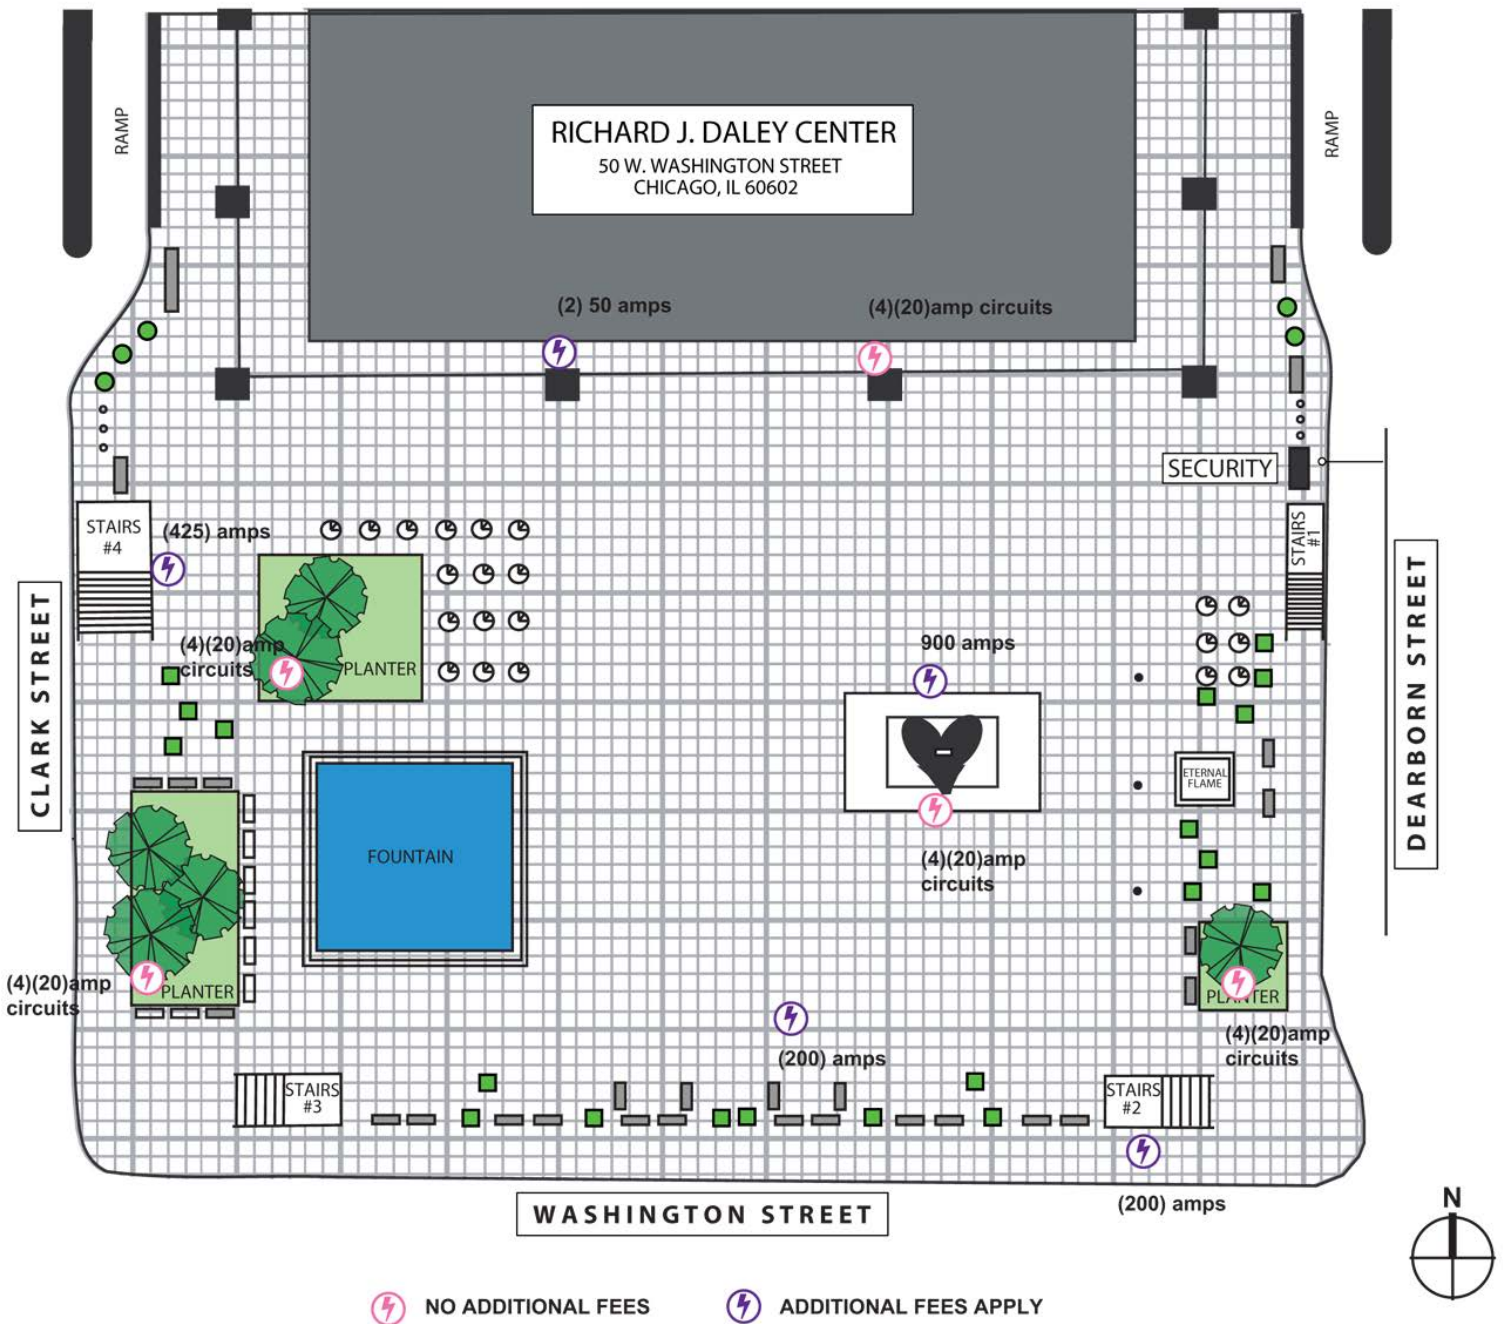 RAMP
RICHARD J. DALEY CENTER
50 W. WASHINGTON STREET
CHICAGO, IL 60602
RAMP
(2) 50 amps
(4)(20)amp circuits
SECURITY
STAIRS
#4
(425) amps
STAIRS
#1
CLARK STREET
(4)(20)amp
circuits
PLANTER
900 amps
DEARBORN STREET
ETERNAL
FLAME
FOUNTAIN
(4)(20)amp
circuits
(4)(20)amp
circuits
PLANTER
PLANTER
(4)(20)amp
circuits
(200) amps
STAIRS
#3
STAIRS
#2
(200) amps
WASHINGTON STREET
N
NO ADDITIONAL FEES
ADDITIONAL FEES APPLY